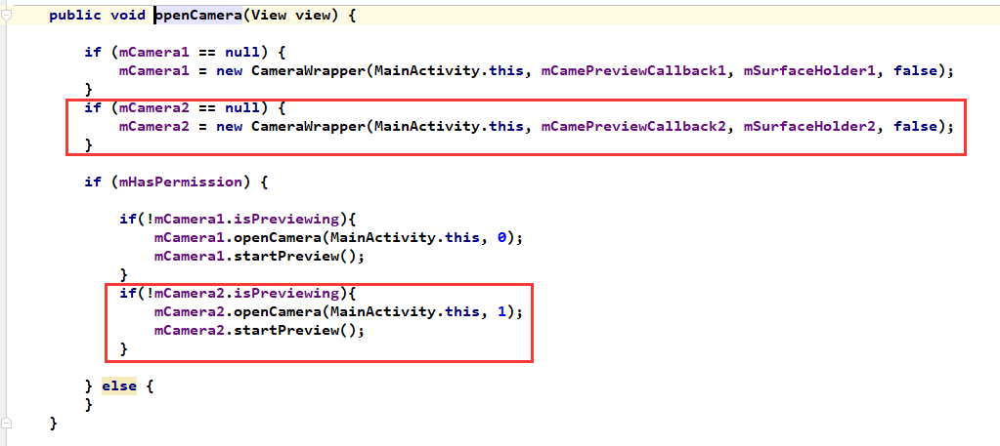 public void openCamera(View view) {
if (mCamera1 == null) {
mCamera1 = new CameraWrapper(MainActivity.this, mCamePreviewCallback1, mSurfaceHolder1, false);
}
if (mCamera2 == null) {
mCamera2 = new CameraWrapper(MainActivity.this, mCamePreviewCallback2, mSurfaceHolder2, false);
}
if (mHasPermission) {
if(!mCamera1.isPreviewing){
mCamera1.openCamera(MainActivity.this, 0);
mCamera1.startPreview();
}
if(!mCamera2.isPreviewing){
mCamera2.openCamera(MainActivity.this, 1);
mCamera2.startPreview();
}
} else {
}
}